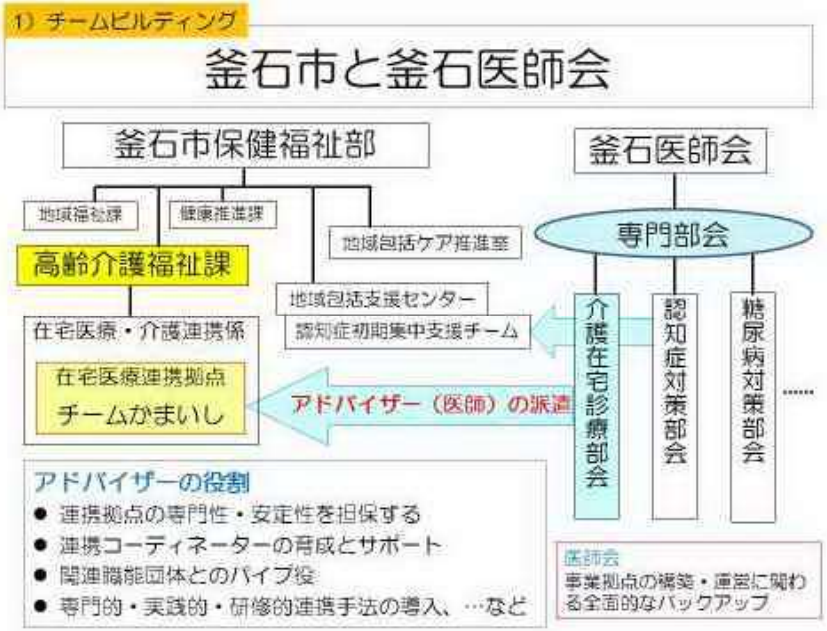 1）チームビルディング
釜石市と釜石医師会
釜石市保健福祉部
釜石医師会
地域福祉課
健康推進課
地域包括ケア推進室
専門部会
高齢介護福祉課
地域包括支援センター
認知症初期集中支援チーム
在宅医療・介護連携係
在宅医療連携拠点
チームかまいし
アドバイザー（医師）の派遣
介護在宅診療部会
認知症対策部会
糖尿病対策部会
……
アドバイザーの役割
● 連携拠点の専門性・安定性を担保する
● 連携コーディネーターの育成とサポート
● 関連職能団体とのパイプ役
● 専門的・実践的・研修的連携手法の導入、…など
医師会
事業拠点の構築・運営に関わ
る全面的なバックアップ